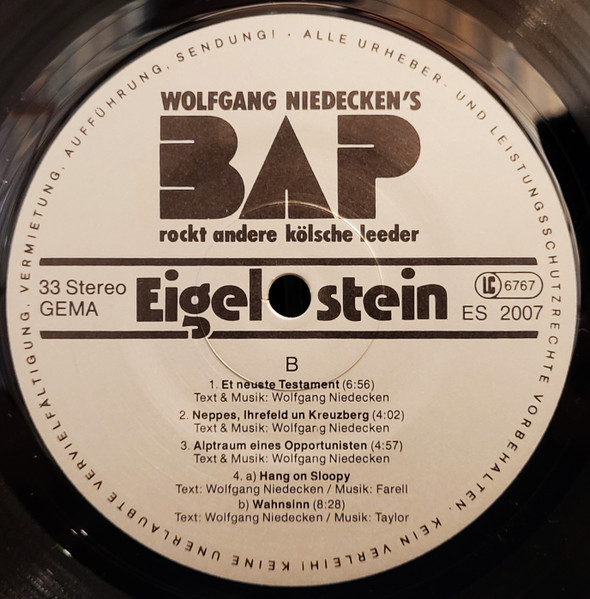 ALLE URHEBER- UND LEISTUNGSSCHUTZRECHTE VORBEHALTEN · KEIN VERLEIH! KEINE UNERLAUBTE VERVIELFÄLTIGUNG, VERMIETUNG, AUFFÜHRUNG, SENDUNG! ·
WOLFGANG NIEDECKEN'S
BAP
rockt andere kölsche leeder
33 Stereo
GEMA
Eigelstein
LC 6767
ES 2007
B
1. Et neuste Testament (6:56)
Text & Musik: Wolfgang Niedecken
2. Neppes, Ihrefeld un Kreuzberg (4:02)
Text & Musik: Wolfgang Niedecken
3. Alptraum eines Opportunisten (4:57)
Text & Musik: Wolfgang Niedecken
4. a) Hang on Sloopy
Text: Wolfgang Niedecken / Musik: Farell
b) Wahnsinn (8:28)
Text: Wolfgang Niedecken / Musik: Taylor